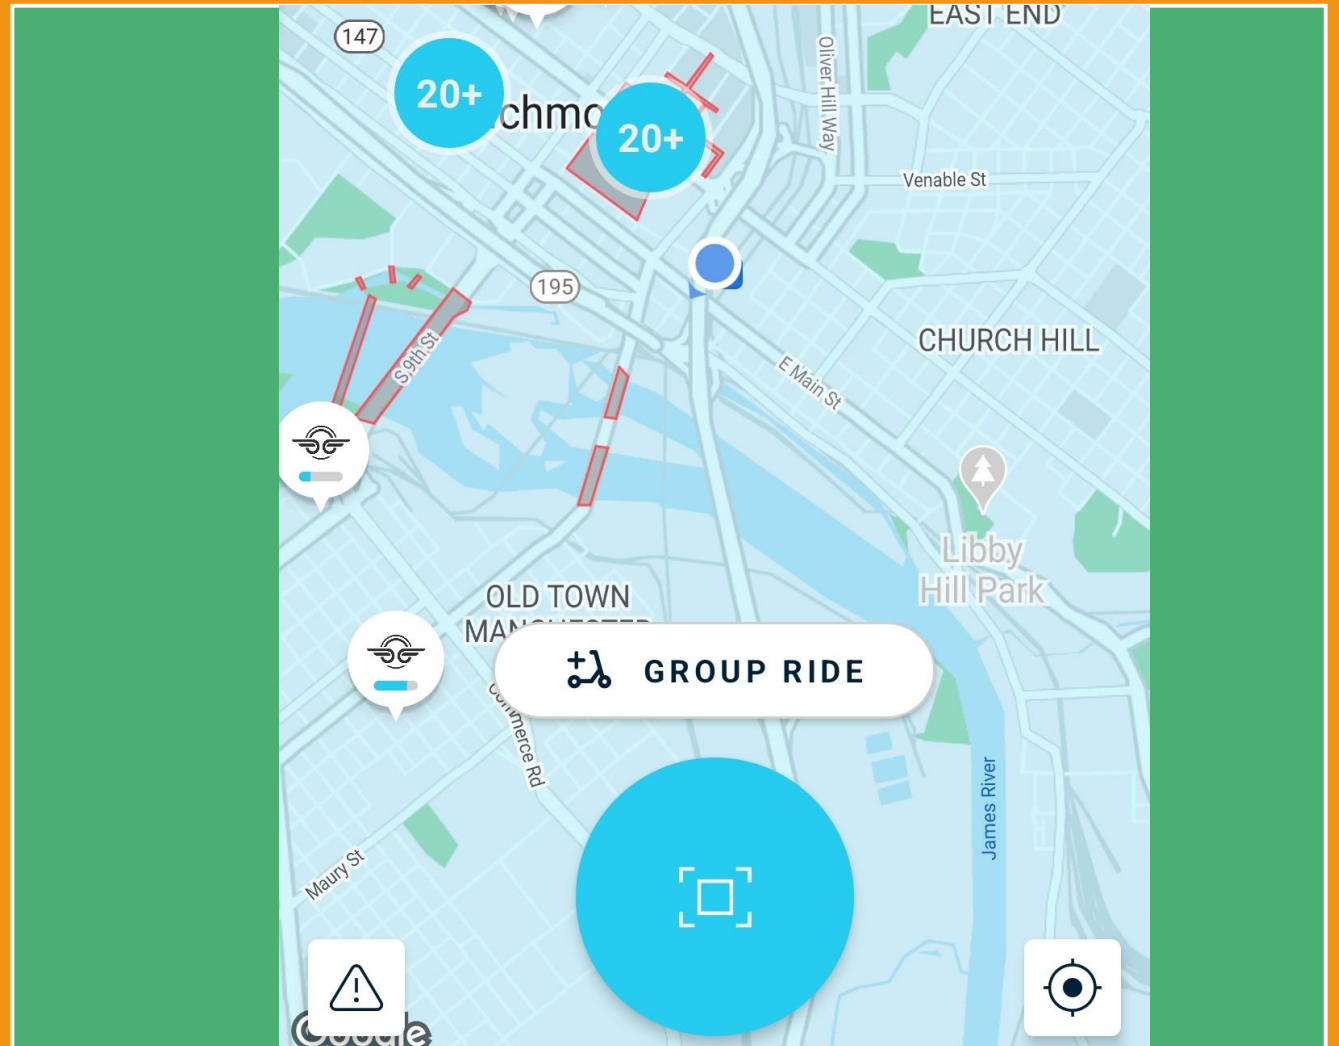 EAST END
147
20+
Oliver Hill Way
20+
Venable St
195
CHURCH HILL
S 9th St
E Main St
Libby
Hill Park
OLD TOWN
GROUP RIDE
Commerce Rd
James River
Maury St
Google